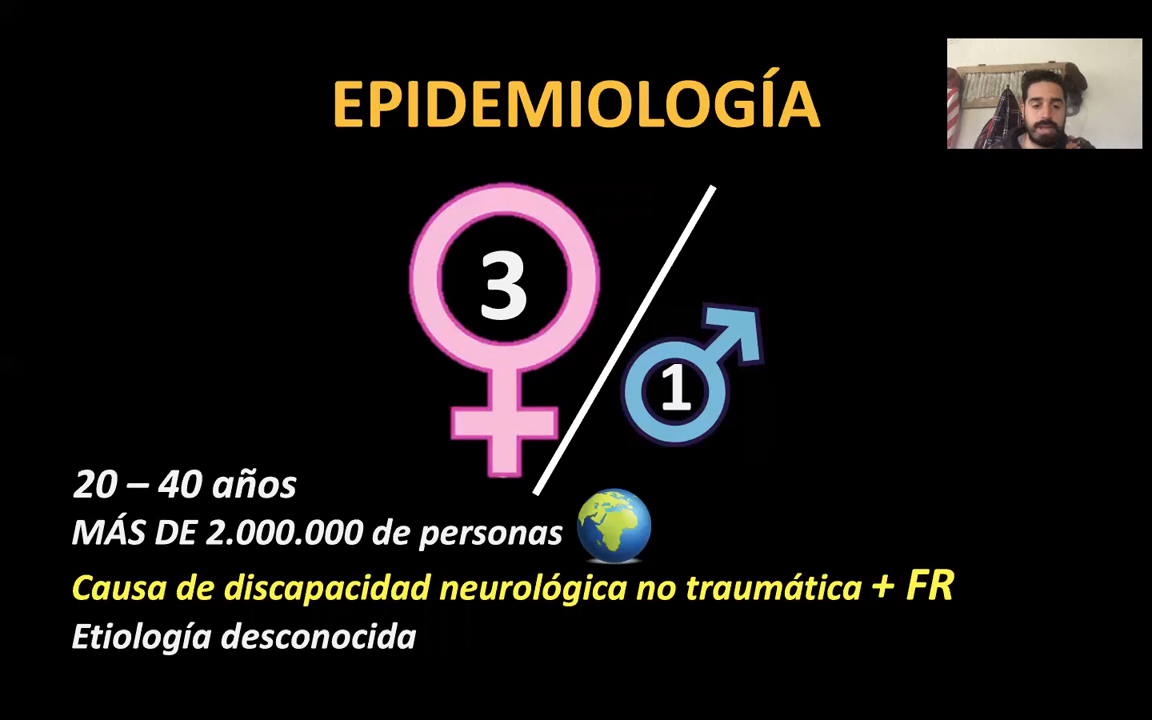 EPIDEMIOLOGÍA
3
1
20 – 40 años
MÁS DE 2.000.000 de personas
Causa de discapacidad neurológica no traumática + FR
Etiología desconocida